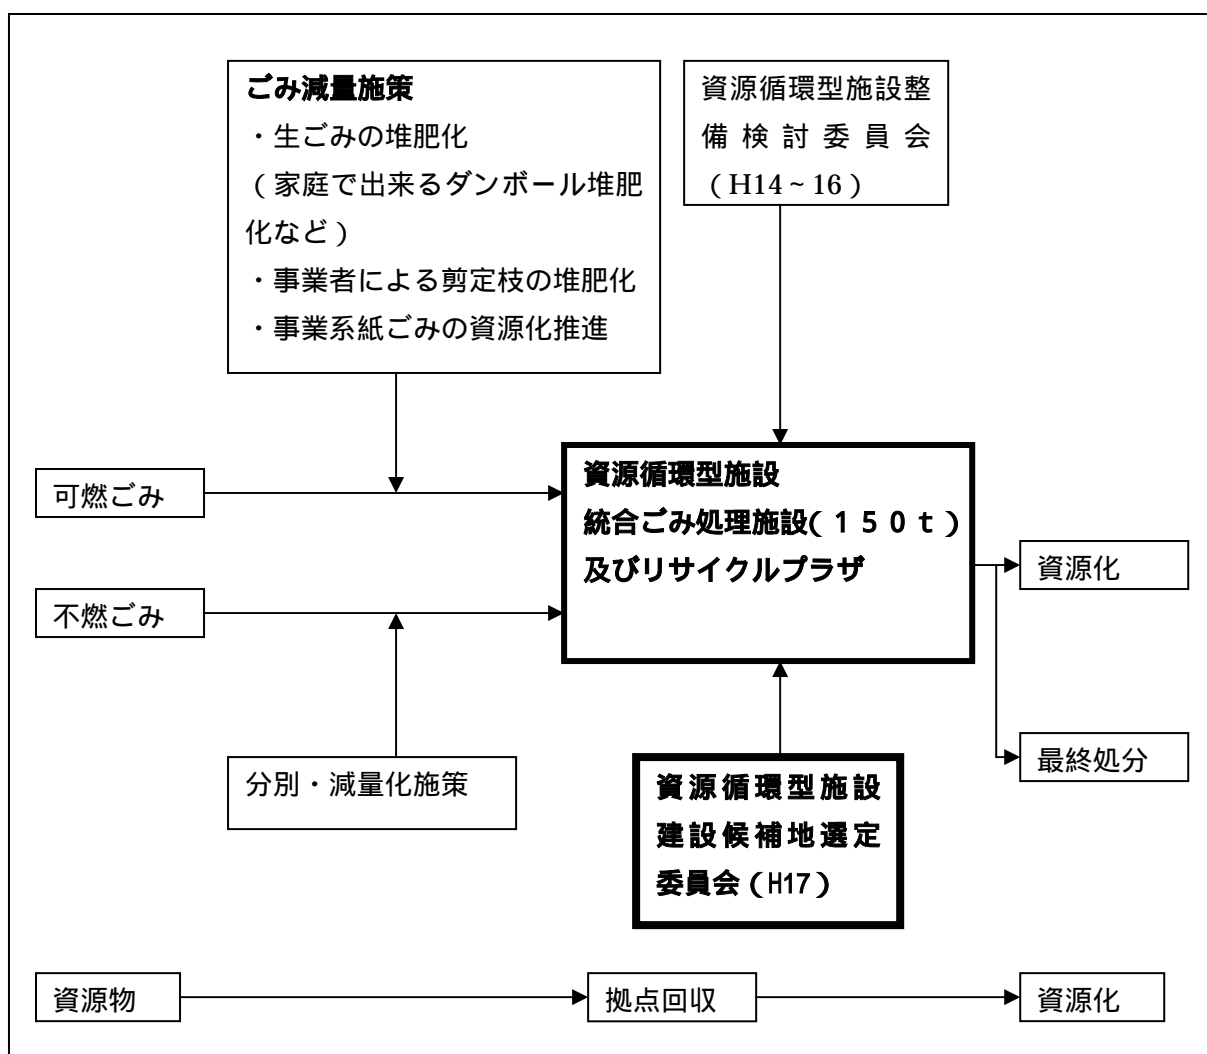 ごみ減量施策
・生ごみの堆肥化
(家庭で出来るダンボール堆肥
化など)
・事業者による剪定枝の堆肥化
・事業系紙ごみの資源化推進
資源循環型施設整
備検討委員会
(H14~16)
可燃ごみ
資源循環型施設
統合ごみ処理施設(150t)
及びリサイクルプラザ
資源化
不燃ごみ
分別・減量化施策
資源循環型施設
建設候補地選定
委員会(H17)
最終処分
資源物
拠点回収
資源化